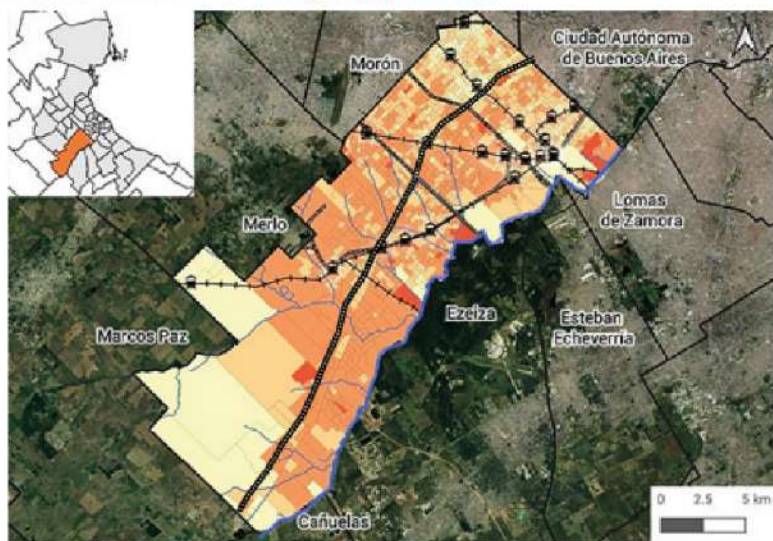 Morón
Ciudad Autónoma
de Buenos Aires
Lomas
de Zamora
Merlo
Ezeiza
Esteban
Echeverria
Marcos Paz
Cañuelas
0 2.5 5 km